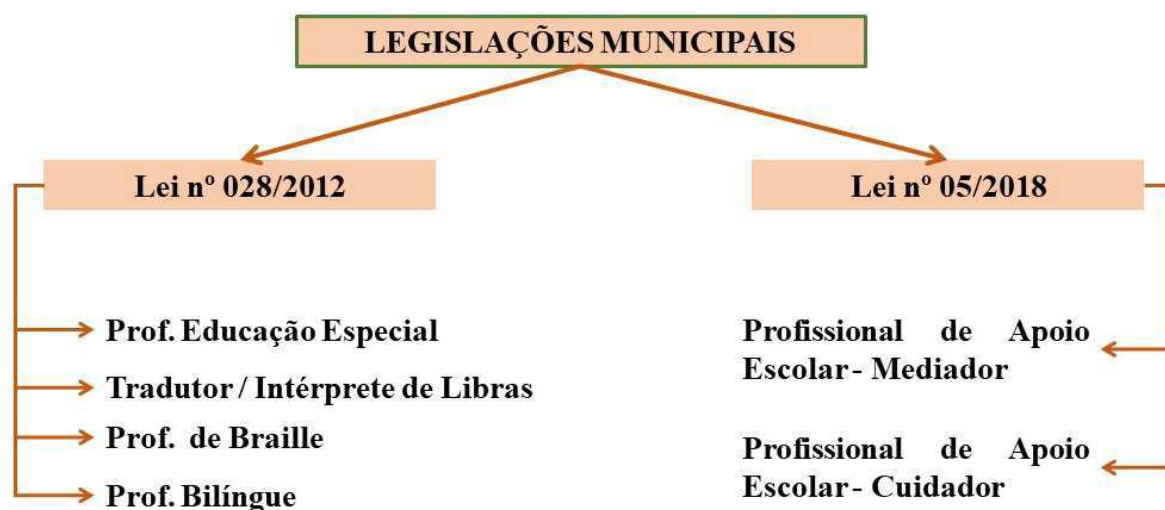 LEGISLAÇÕES MUNICIPAIS
Lei nº 028/2012
Prof. Educação Especial
Tradutor / Intérprete de Libras
Prof. de Braille
Prof. Bilíngue
Lei nº 05/2018
Profissional de Apoio
Escolar - Mediador
Profissional de Apoio
Escolar - Cuidador